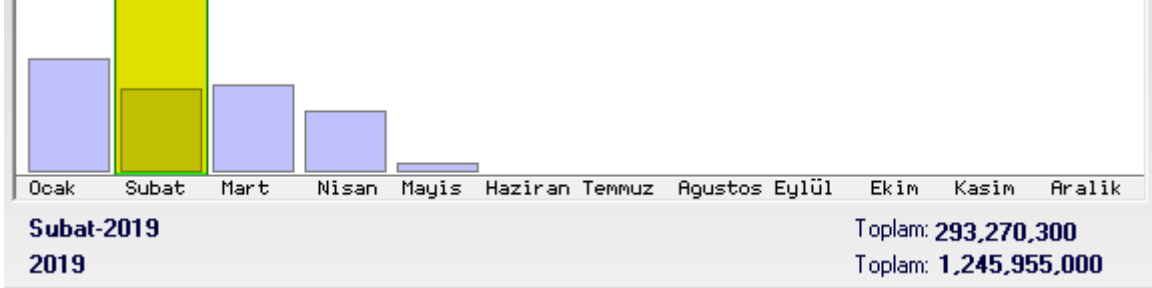 Ocak Subat Mart Nisan Mayis Haziran Temmuz Agustos Eylül Ekim Kasim Aralik
Subat-2019 Toplam: 293,270,300
2019 Toplam: 1,245,955,000